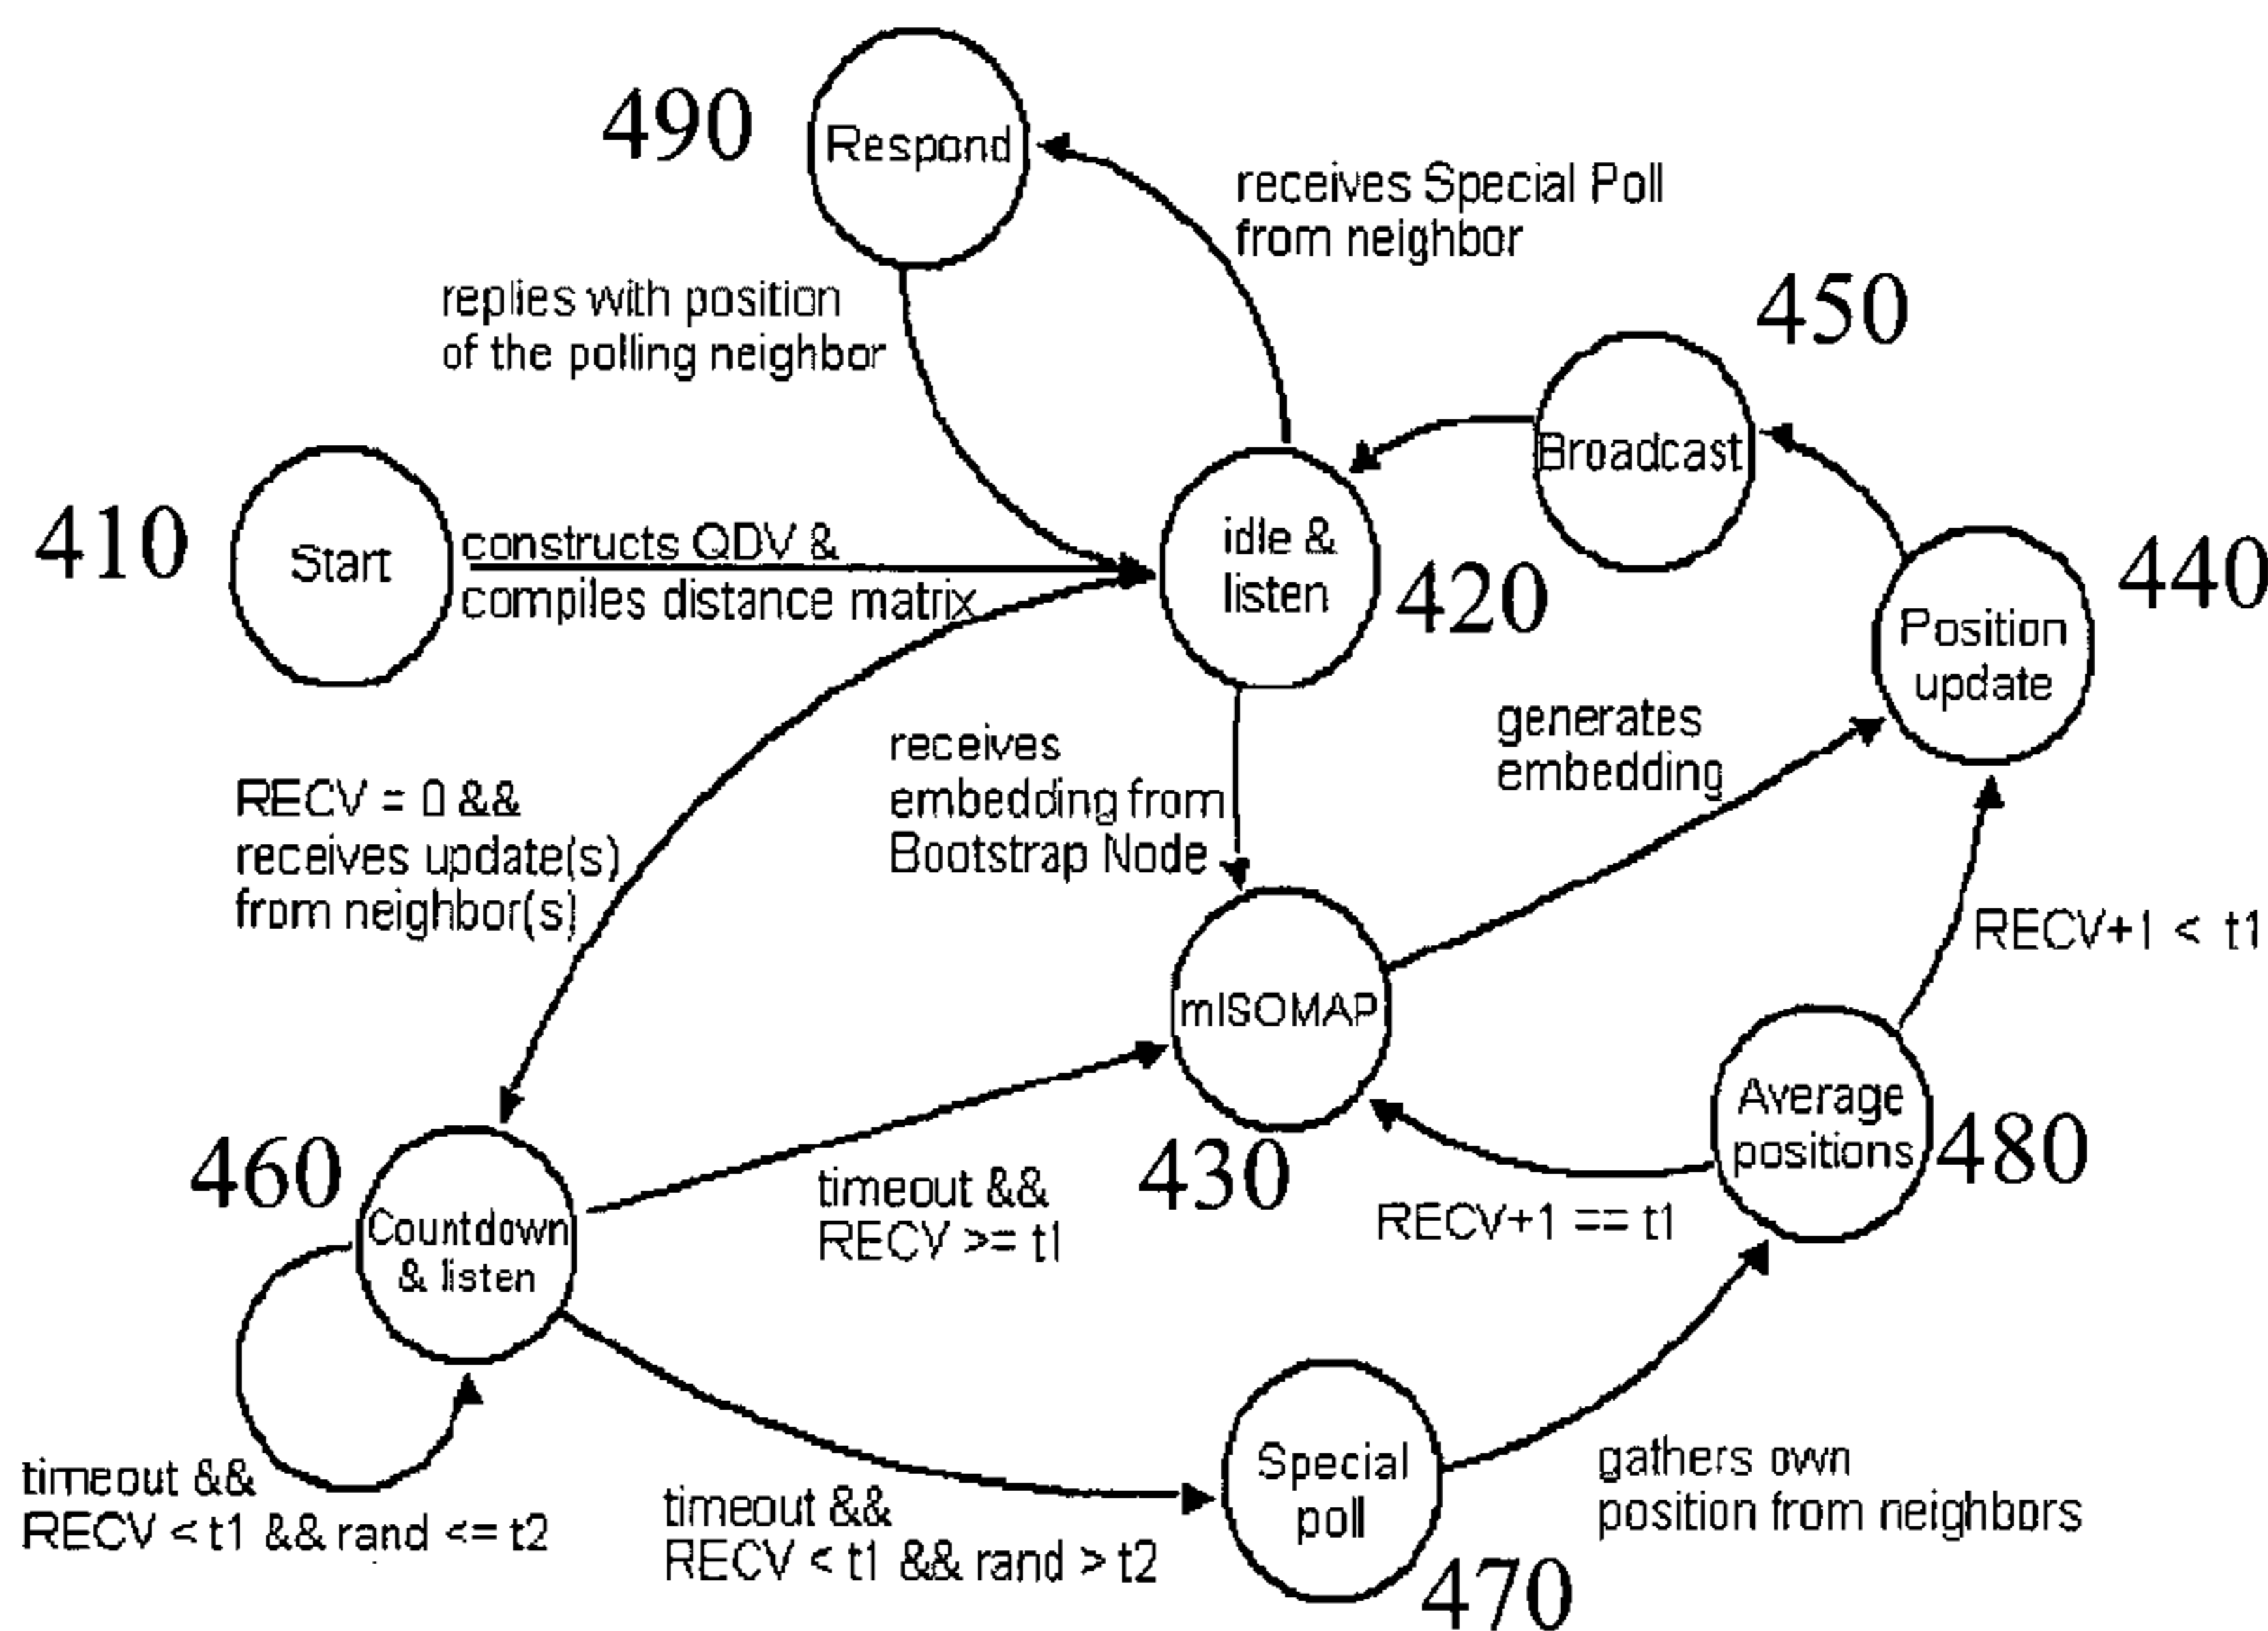 490
Respond
receives Special Poll
from neighbor
replies with position
of the polling neighbor
450
Broadcast
410
Start
constructs QDV &
compiles distance matrix
idle &
listen
420
440
Position
update
generates
embedding
receives
embedding from
Bootstrap Node
RECV = 0 &&
receives update(s)
from neighbor(s)
RECV+1 < t1
mISOMAP
430
Average
positions
480
460
Countdown
& listen
timeout &&
RECV >= t1
RECV+1 == t1
timeout &&
RECV < t1 && rand <= t2
timeout &&
RECV < t1 && rand > t2
Special
poll
470
gathers own
position from neighbors